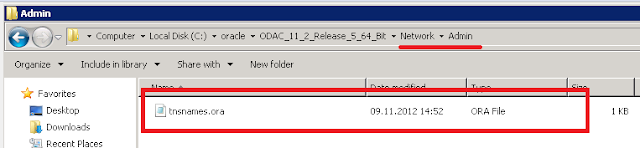 Admin
Computer Local Disk (C:) oracle ODAC_11_2_Release_5_64_Bit Network Admin
Organize Include in library Share with New folder
Favorites
Desktop
Downloads
Recent Places
Name Date modified Type Size
tnsnames.ora 09.11.2012 14:52 ORA File 1 KB